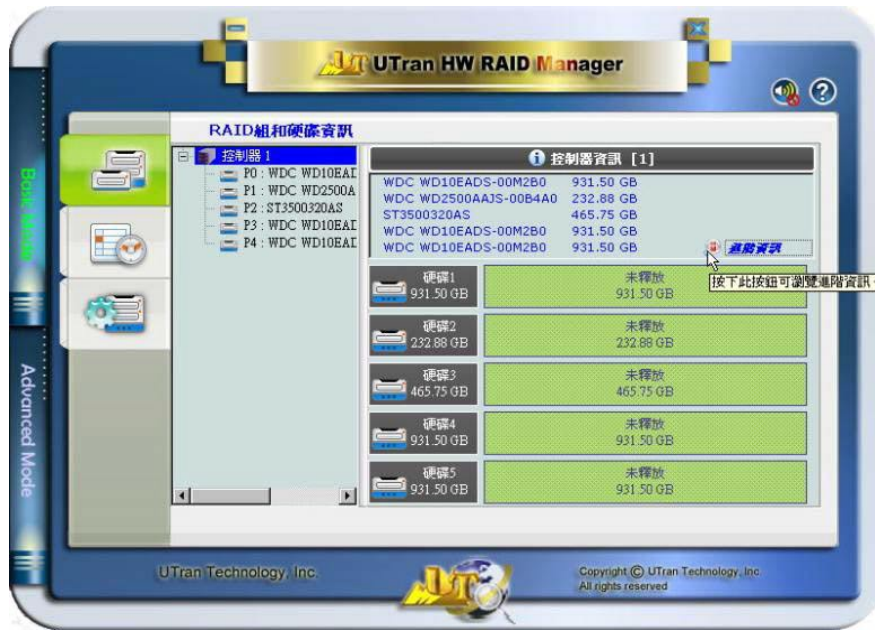 UT UTran HW RAID Manager
Basic Mode
Advanced Mode
RAID組和硬碟資訊
控制器 1
P0 : WDC WD10EAD
P1 : WDC WD2500A
P2 : ST3500320AS
P3 : WDC WD10EAD
P4 : WDC WD10EAD
控制器資訊 [1]
WDC WD10EADS-00M2B0 931.50 GB
WDC WD2500AAJS-00B4A0 232.88 GB
ST3500320AS 465.75 GB
WDC WD10EADS-00M2B0 931.50 GB
WDC WD10EADS-00M2B0 931.50 GB
進階資訊
按下此按鈕可瀏覽進階資訊。
硬碟1
931.50 GB
未釋放
931.50 GB
硬碟2
232.88 GB
未釋放
232.88 GB
硬碟3
465.75 GB
未釋放
465.75 GB
硬碟4
931.50 GB
未釋放
931.50 GB
硬碟5
931.50 GB
未釋放
931.50 GB
UTran Technology, Inc.
UT
Copyright © UTran Technology, Inc.
All rights reserved